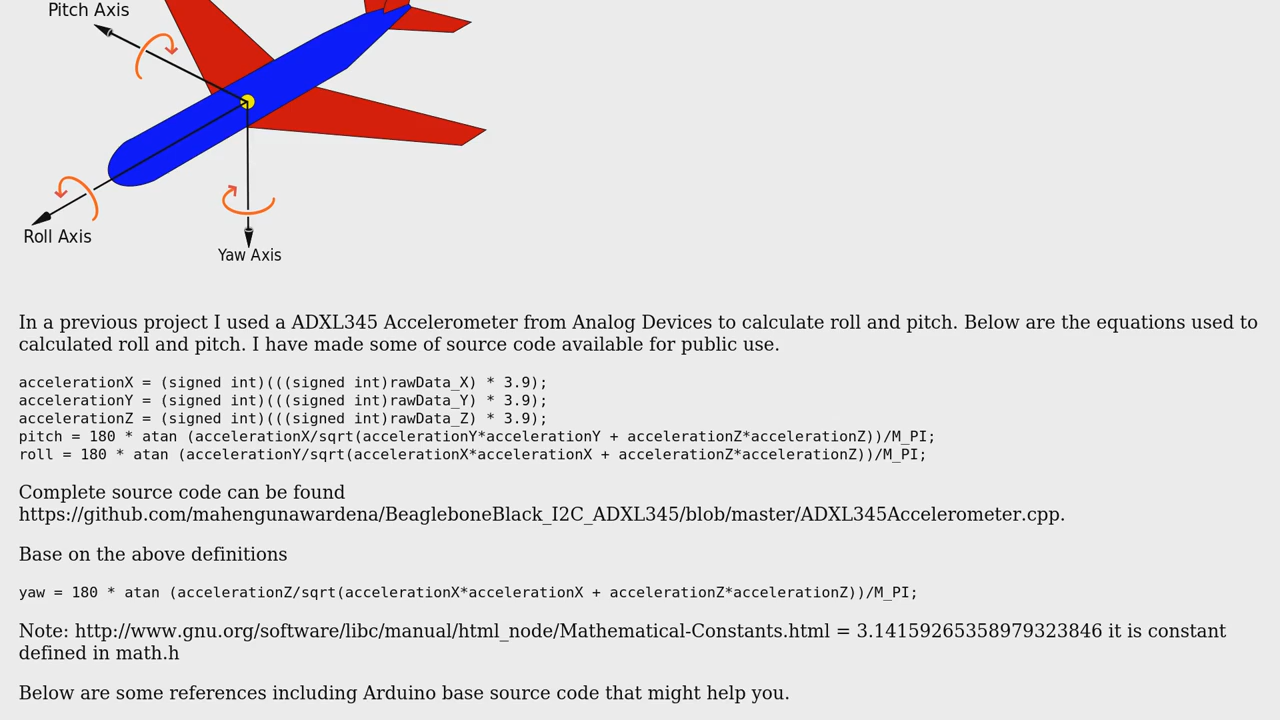 Pitch Axis
Roll Axis
Yaw Axis
In a previous project I used a ADXL345 Accelerometer from Analog Devices to calculate roll and pitch. Below are the equations used to
calculated roll and pitch. I have made some of source code available for public use.
accelerationX = (signed int)(((signed int)rawData_X) * 3.9);
accelerationY = (signed int)(((signed int)rawData_Y) * 3.9);
accelerationZ = (signed int)(((signed int)rawData_Z) * 3.9);
pitch = 180 * atan (accelerationX/sqrt(accelerationY*accelerationY + accelerationZ*accelerationZ))/M_PI;
roll = 180 * atan (accelerationY/sqrt(accelerationX*accelerationX + accelerationZ*accelerationZ))/M_PI;
Complete source code can be found
https://github.com/mahengunawardena/BeagleboneBlack_I2C_ADXL345/blob/master/ADXL345Accelerometer.cpp.
Base on the above definitions
yaw = 180 * atan (accelerationZ/sqrt(accelerationX*accelerationX + accelerationZ*accelerationZ))/M_PI;
Note: http://www.gnu.org/software/libc/manual/html_node/Mathematical-Constants.html = 3.14159265358979323846 it is constant
defined in math.h
Below are some references including Arduino base source code that might help you.